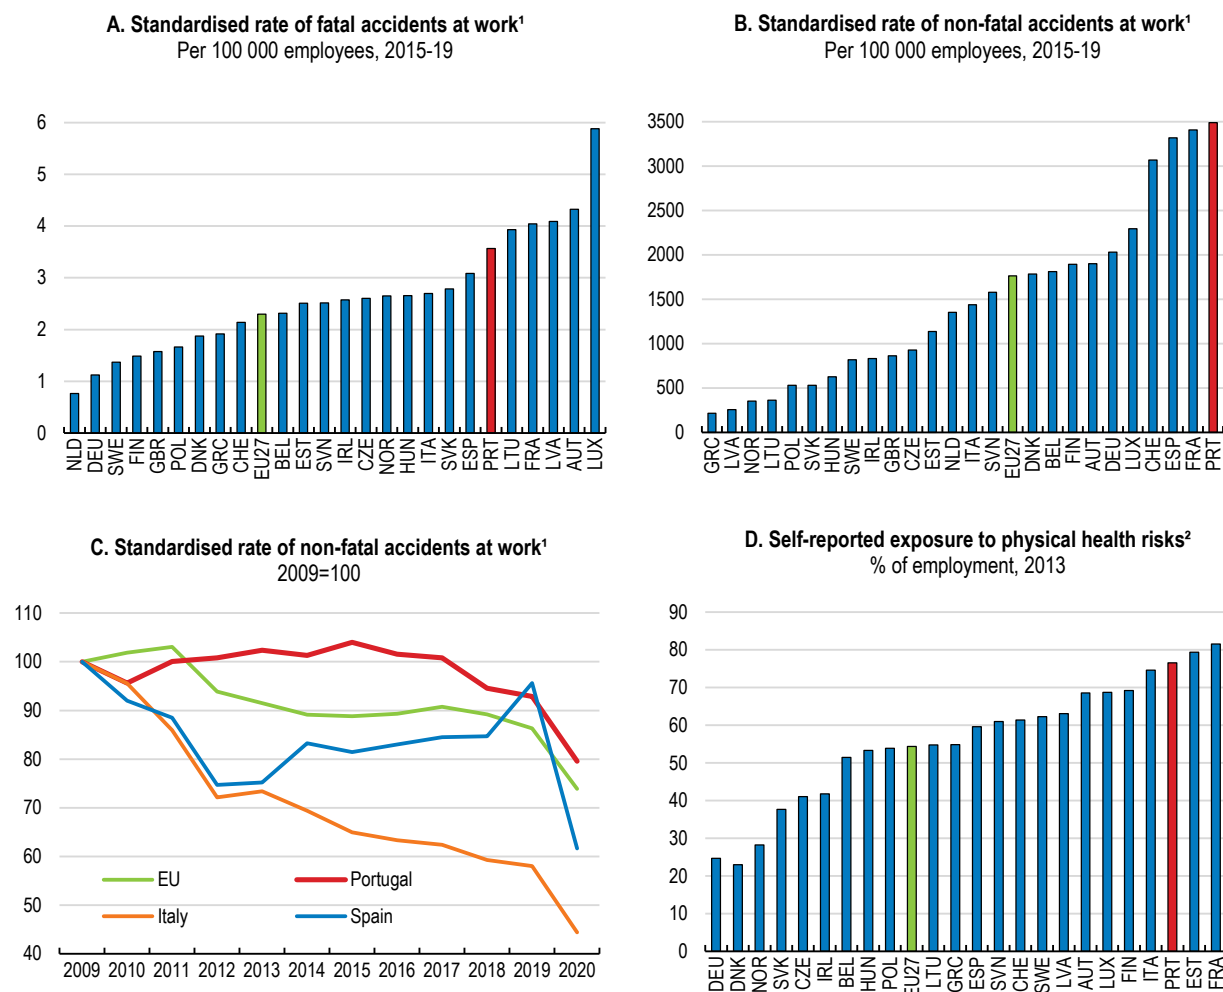 A. Standardised rate of fatal accidents at work¹
Per 100 000 employees, 2015-19
6
5
4
3
2
1
0
NLD DEU SWE FIN GBR POL DNK GRC CHE EU27 BEL EST SVN IRL CZE NOR HUN ITA SVK ESP PRT LTU FRA LVA AUT LUX
B. Standardised rate of non-fatal accidents at work¹
Per 100 000 employees, 2015-19
3500
3000
2500
2000
1500
1000
500
0
GRC LVA NOR LTU POL SVK HUN SWE IRL GBR CZE EST NLD ITA SVN EU27 DNK BEL FIN AUT DEU LUX CHE ESP FRA PRT
C. Standardised rate of non-fatal accidents at work¹
2009=100
110
100
90
80
70
60
50
40
EU Portugal
Italy Spain
2009 2010 2011 2012 2013 2014 2015 2016 2017 2018 2019 2020
D. Self-reported exposure to physical health risks²
% of employment, 2013
90
80
70
60
50
40
30
20
10
0
DEU DNK NOR SVK CZE IRL BEL HUN POL EU27 LTU GRC ESP SVN CHE SWE LVA AUT LUX FIN ITA PRT EST FRA